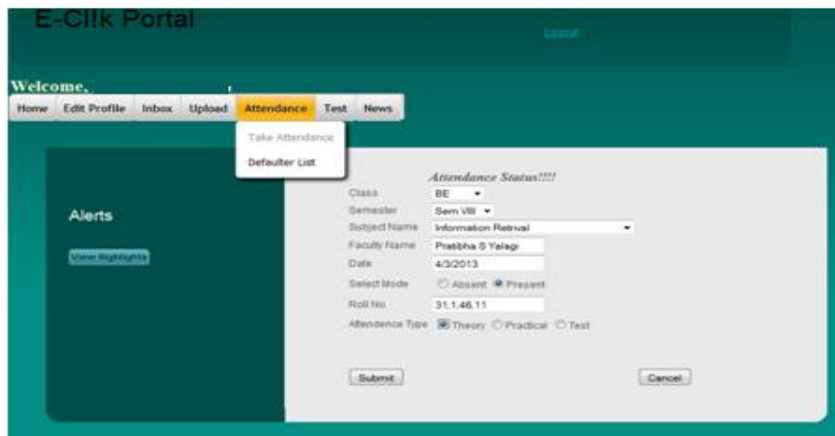 E-Cl!k Portal
Logout
Welcome,
Home Edit Profile Inbox Upload Attendance Test News
Take Attendance
Defaulter List
Attendance Status!!!!
Alerts
View Highlights
Class BE
Semester Sem VIII
Subject Name Information Retrival
Faculty Name Pratibha S Yalagi
Date 4/3/2013
Select Mode Absent Present
Roll No 31,1,46,11
Attendence Type Theory Practical Test
Submit Cancel